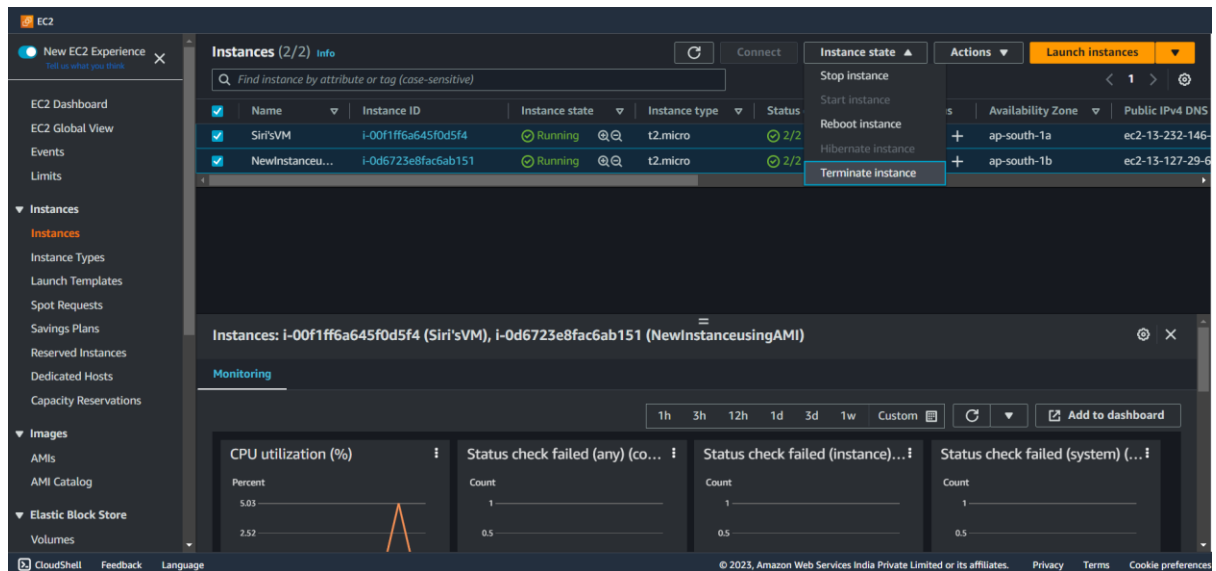 EC2
New EC2 Experience
Tell us what you think
EC2 Dashboard
EC2 Global View
Events
Limits
Instances
Instances
Instance Types
Launch Templates
Spot Requests
Savings Plans
Reserved Instances
Dedicated Hosts
Capacity Reservations
Images
AMIs
AMI Catalog
Elastic Block Store
Volumes
Instances (2/2) Info
Connect
Instance state
Actions
Launch instances
Find instance by attribute or tag (case-sensitive)
1
Stop instance
Start instance
Reboot instance
Hibernate instance
Terminate instance
Name Instance ID Instance state Instance type Status s Availability Zone Public IPv4 DNS
Siri'sVM i-00f1ff6a645f0d5f4 Running t2.micro 2/2 ap-south-1a ec2-13-232-146-
NewInstanceu... i-0d6723e8fac6ab151 Running t2.micro 2/2 ap-south-1b ec2-13-127-29-6
Instances: i-00f1ff6a645f0d5f4 (Siri'sVM), i-0d6723e8fac6ab151 (NewInstanceusingAMI)
Monitoring
1h 3h 12h 1d 3d 1w Custom Add to dashboard
CPU utilization (%)
Percent
5.03
2.52
Status check failed (any) (co...
Count
1
0.5
Status check failed (instance)...
Count
1
0.5
Status check failed (system) (...
Count
1
0.5
CloudShell Feedback Language © 2023, Amazon Web Services India Private Limited or its affiliates. Privacy Terms Cookie preferences